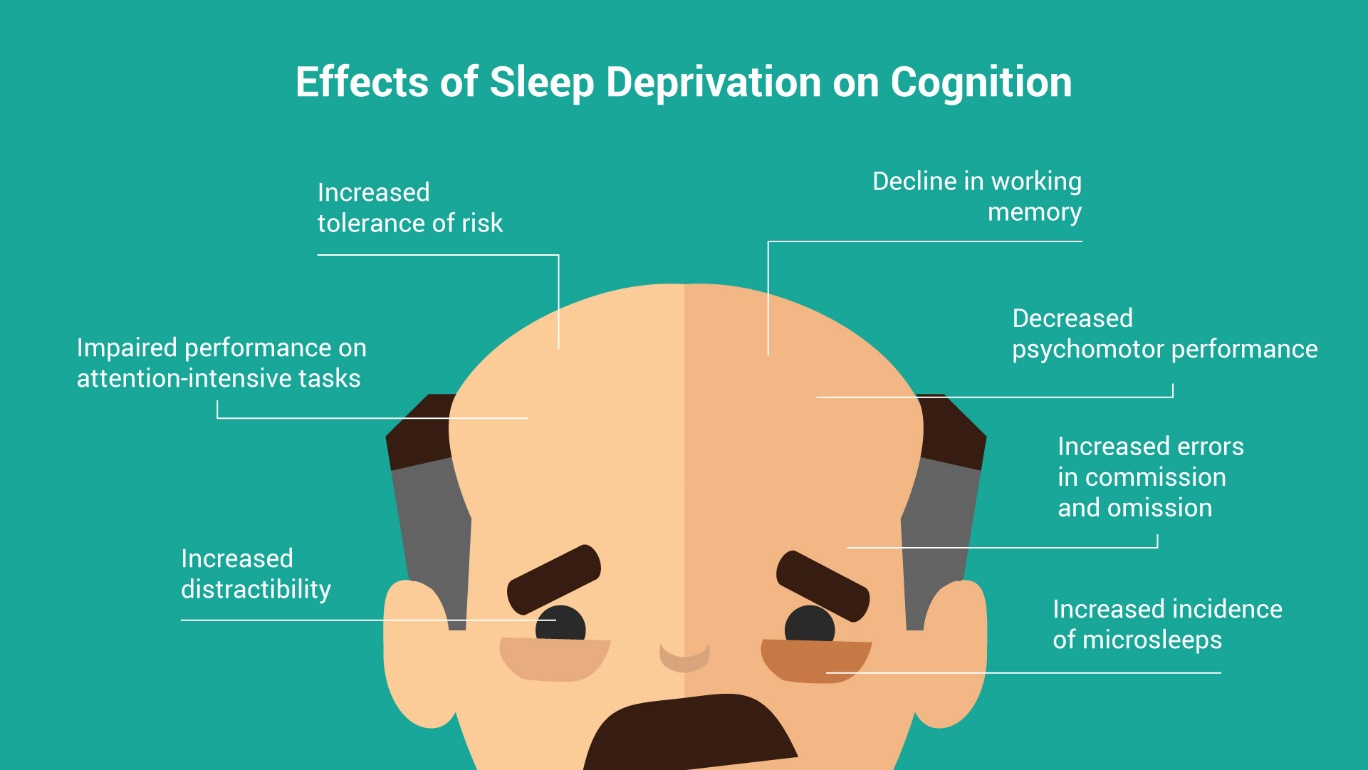 Effects of Sleep Deprivation on Cognition
Increased
tolerance of risk
Decline in working
memory
Impaired performance on
attention-intensive tasks
Decreased
psychomotor performance
Increased errors
in commission
and omission
Increased
distractibility
Increased incidence
of microsleeps